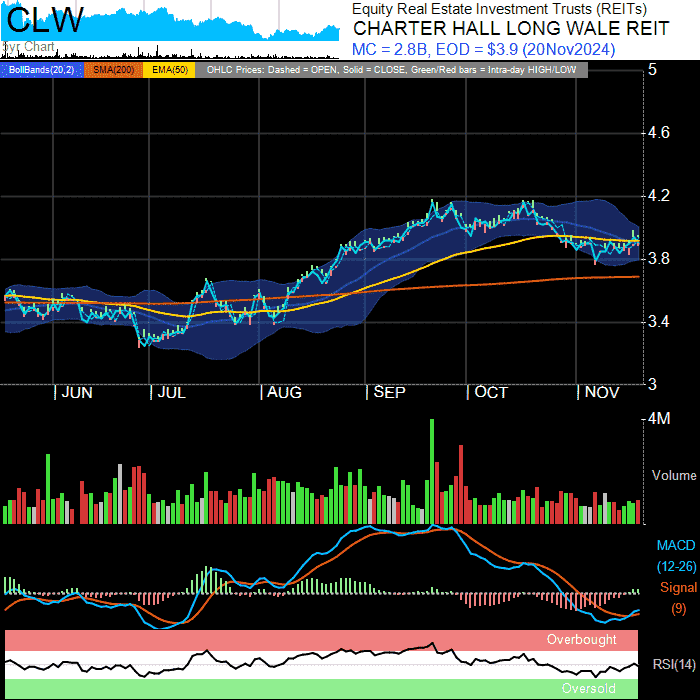 CLW
5yr Chart
Equity Real Estate Investment Trusts (REITs)
CHARTER HALL LONG WALE REIT
MC = 2.8B, EOD = $3.9 (20Nov2024)
BollBands(20,2) SMA(200) EMA(50) OHLC Prices: Dashed = OPEN, Solid = CLOSE, Green/Red bars = Intra-day HIGH/LOW
5
4.6
4.2
3.8
3.4
3
JUN JUL AUG SEP OCT NOV
4M
Volume
MACD
(12-26)
Signal
(9)
Overbought
RSI(14)
Oversold